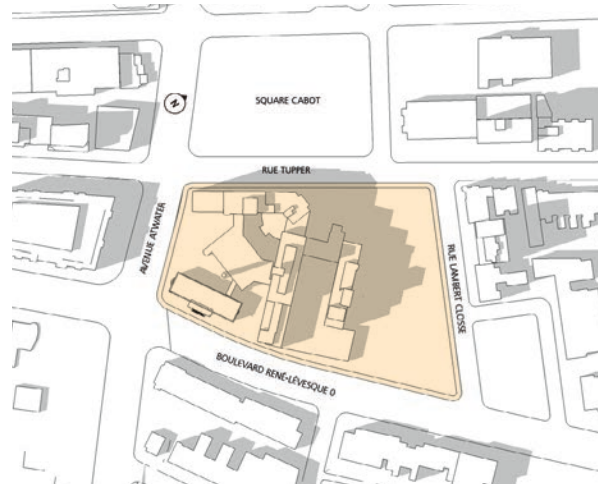 N
SQUARE CABOT
RUE TUPPER
AVENUE ATWATER
RUE LAMBERT CLOSSE
BOULEVARD RENÉ-LÉVESQUE O